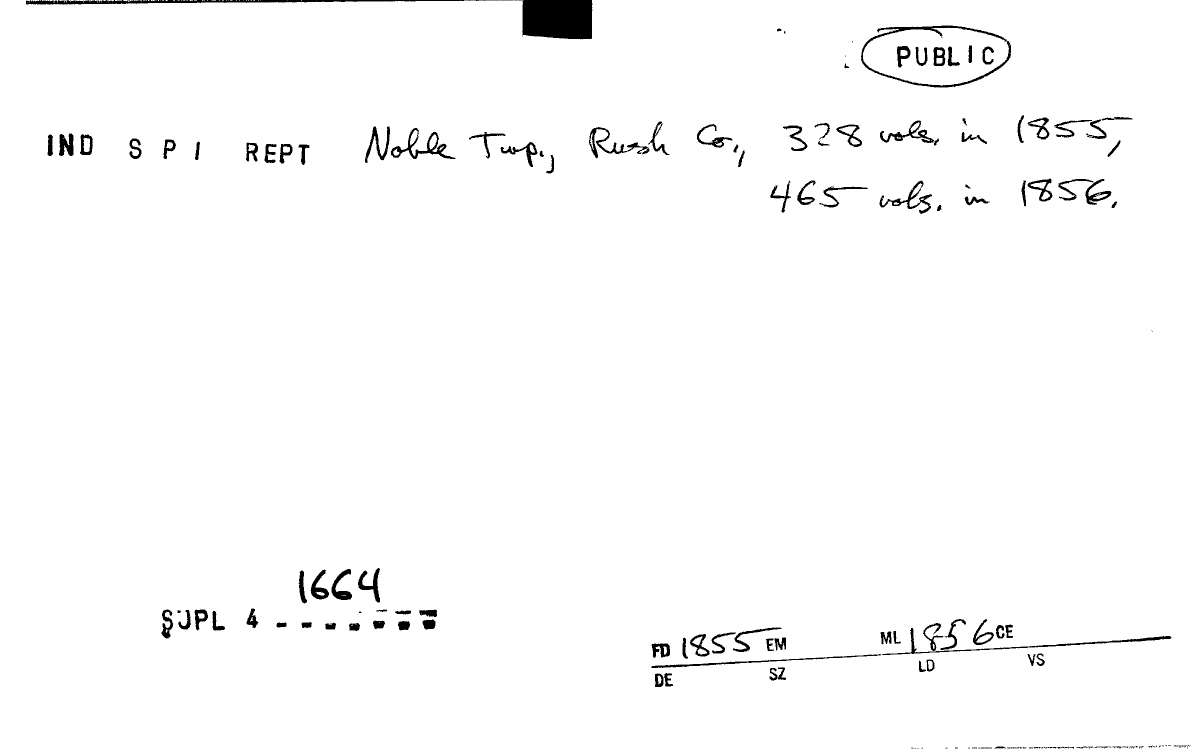 PUBLIC
IND S P I REPT Noble Twp., Rush Co., 328 vols. in 1855,
465 vols. in 1856.
1664
SUPL 4 - - - - - - -
FD 1855 EM ML 1856 CE
DE SZ LD VS